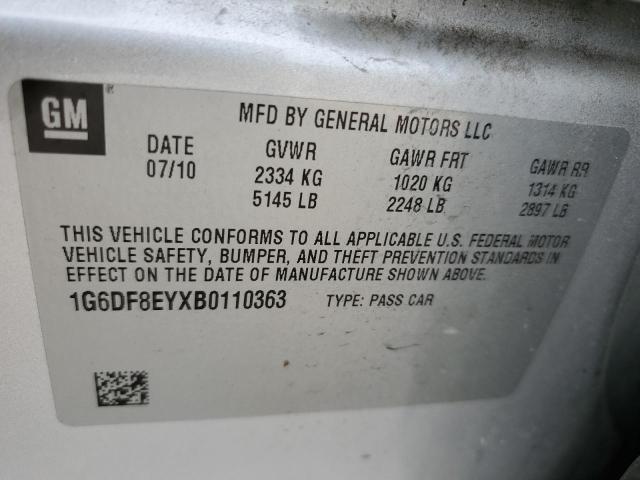 GM ®
MFD BY GENERAL MOTORS LLC
DATE GVWR GAWR FRT GAWR RR
07/10 2334 KG 1020 KG 1314 KG
5145 LB 2248 LB 2897 LB
THIS VEHICLE CONFORMS TO ALL APPLICABLE U.S. FEDERAL MOTOR
VEHICLE SAFETY, BUMPER, AND THEFT PREVENTION STANDARDS IN
EFFECT ON THE DATE OF MANUFACTURE SHOWN ABOVE.
1G6DF8EYXB0110363 TYPE: PASS CAR